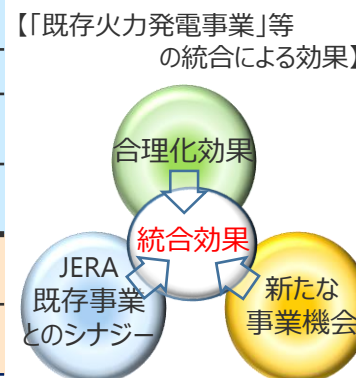 【「既存火力発電事業」等
の統合による効果】
合理化効果
統合効果
JERA
既存事業
とのシナジー
新たな
事業機会